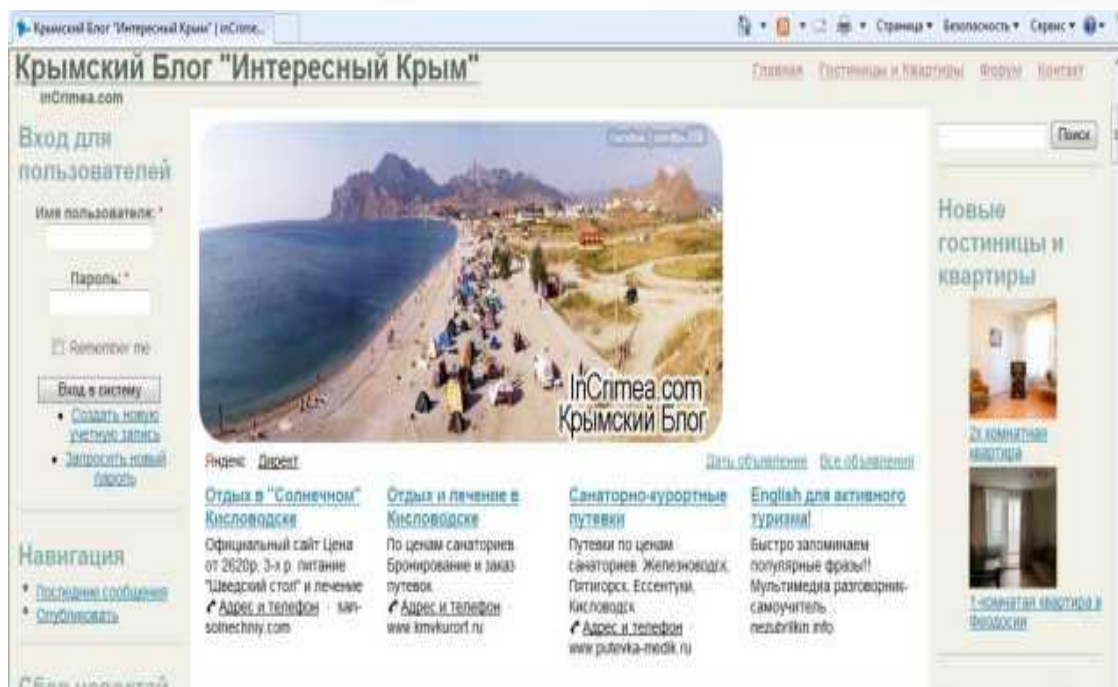 Крымский Блог "Интересный Крым" | inCrime...
Страница Безопасность Сервис
Крымский Блог "Интересный Крым"
inCrimea.com
Главная Гостиницы и Квартиры Форум Контакт
Вход для
пользователей
Имя пользователя: *
Пароль: *
Remember me
Вход в систему
Создать новую
учетную запись
Запросить новый
пароль
Навигация
Последние сообщения
Опубликовать
InCrimea.com
Крымский Блог
Яндекс Директ
Дать объявление Все объявления
Отдых в "Солнечном"
Кисловодске
Официальный сайт Цена
от 2620р. 3-х р. питание
"Шведский стол" и лечение
Адрес и телефон · san-
solnechniy.com
Отдых и лечение в
Кисловодске
По ценам санаториев.
Бронирование и заказ
путевок.
Адрес и телефон ·
www.kmvkurort.ru
Санаторно-курортные
путевки
Путевки по ценам
санаториев. Железноводск,
Пятигорск, Ессентуки,
Кисловодск
Адрес и телефон ·
www.putevka-medik.ru
English для активного
туризма!
Быстро запоминаем
популярные фразы!!
Мультимедиа разговорник-
самоучитель
nezubrilkin.info
Поиск
Новые
гостиницы и
квартиры
2х комнатная
квартира
1-комнатая квартира в
Феодосии